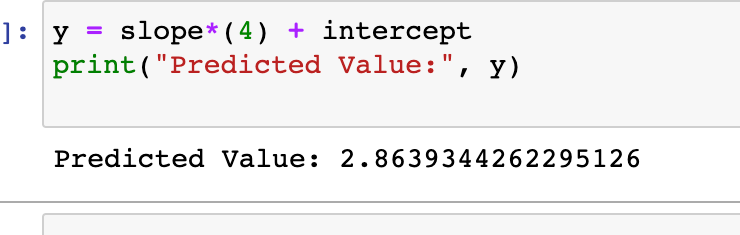 ]: y = slope*(4) + intercept
print("Predicted Value:", y)
Predicted Value: 2.8639344262295126